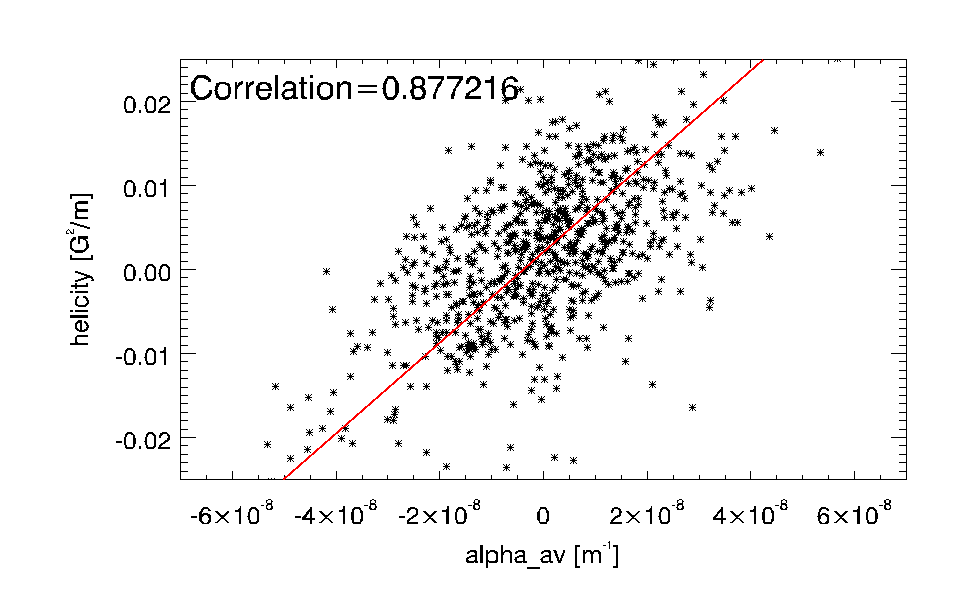 Correlation=0.877216
0.02
0.01
0.00
-0.01
-0.02
helicity [G²/m]
-6×10⁻⁸ -4×10⁻⁸ -2×10⁻⁸ 0 2×10⁻⁸ 4×10⁻⁸ 6×10⁻⁸
alpha_av [m⁻¹]